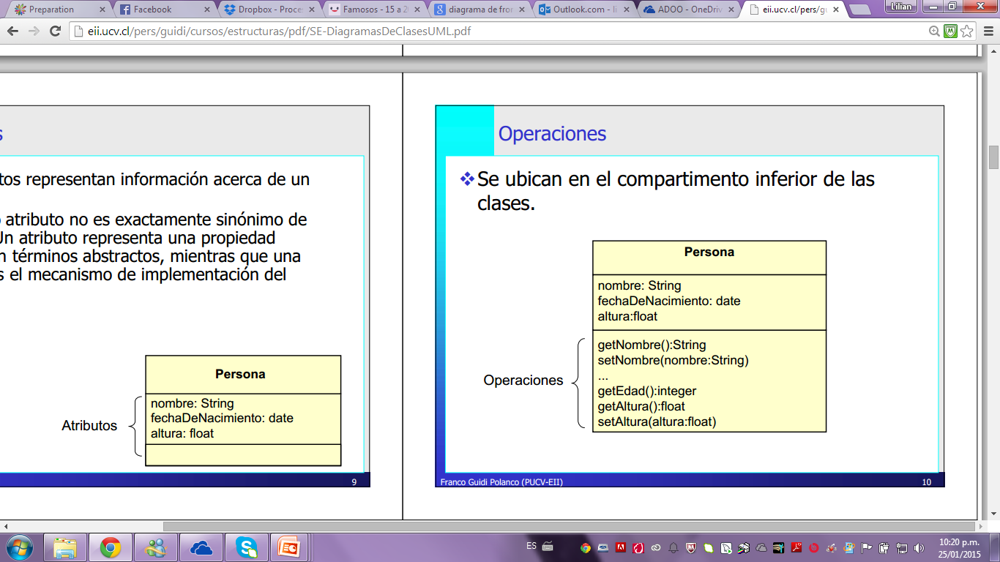 Preparation
Facebook
Dropbox - Proce
Famosos - 15 a 2
diagrama de fror
Outlook.com - li
ADOO - OneDriv
eii.ucv.cl/pers/gu
Lilian
eii.ucv.cl/pers/guidi/cursos/estructuras/pdf/SE-DiagramasDeClasesUML.pdf
s
tos representan información acerca de un
o atributo no es exactamente sinónimo de
Un atributo representa una propiedad
n términos abstractos, mientras que una
s el mecanismo de implementación del
Persona
nombre: String
fechaDeNacimiento: date
altura: float
Atributos
9
Operaciones
Se ubican en el compartimento inferior de las
clases.
Persona
nombre: String
fechaDeNacimiento: date
altura:float
getNombre():String
setNombre(nombre:String)
...
getEdad():integer
getAltura():float
setAltura(altura:float)
Operaciones
Franco Guidi Polanco (PUCV-EII)
10
ES
10:20 p.m.
25/01/2015